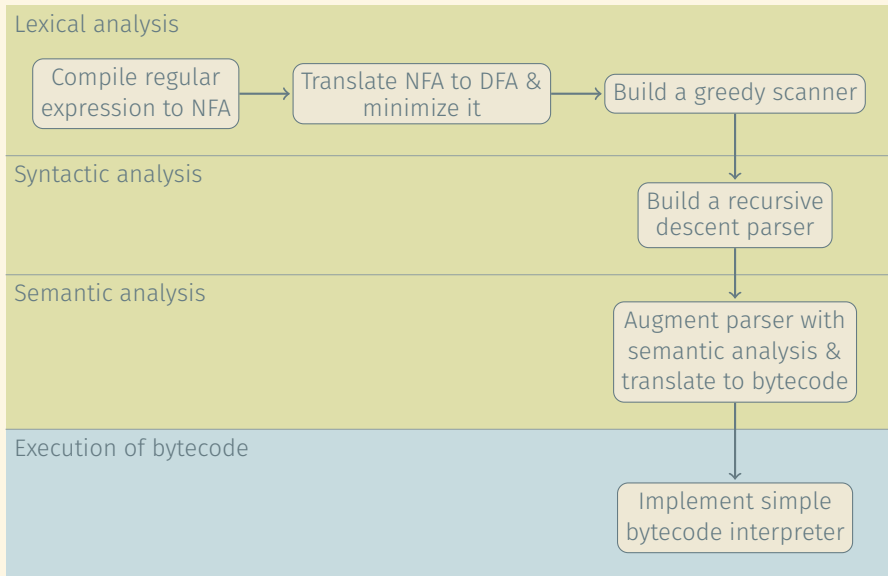 Lexical analysis
Compile regular
expression to NFA
Translate NFA to DFA &
minimize it
Build a greedy scanner
Syntactic analysis
Build a recursive
descent parser
Semantic analysis
Augment parser with
semantic analysis &
translate to bytecode
Execution of bytecode
Implement simple
bytecode interpreter